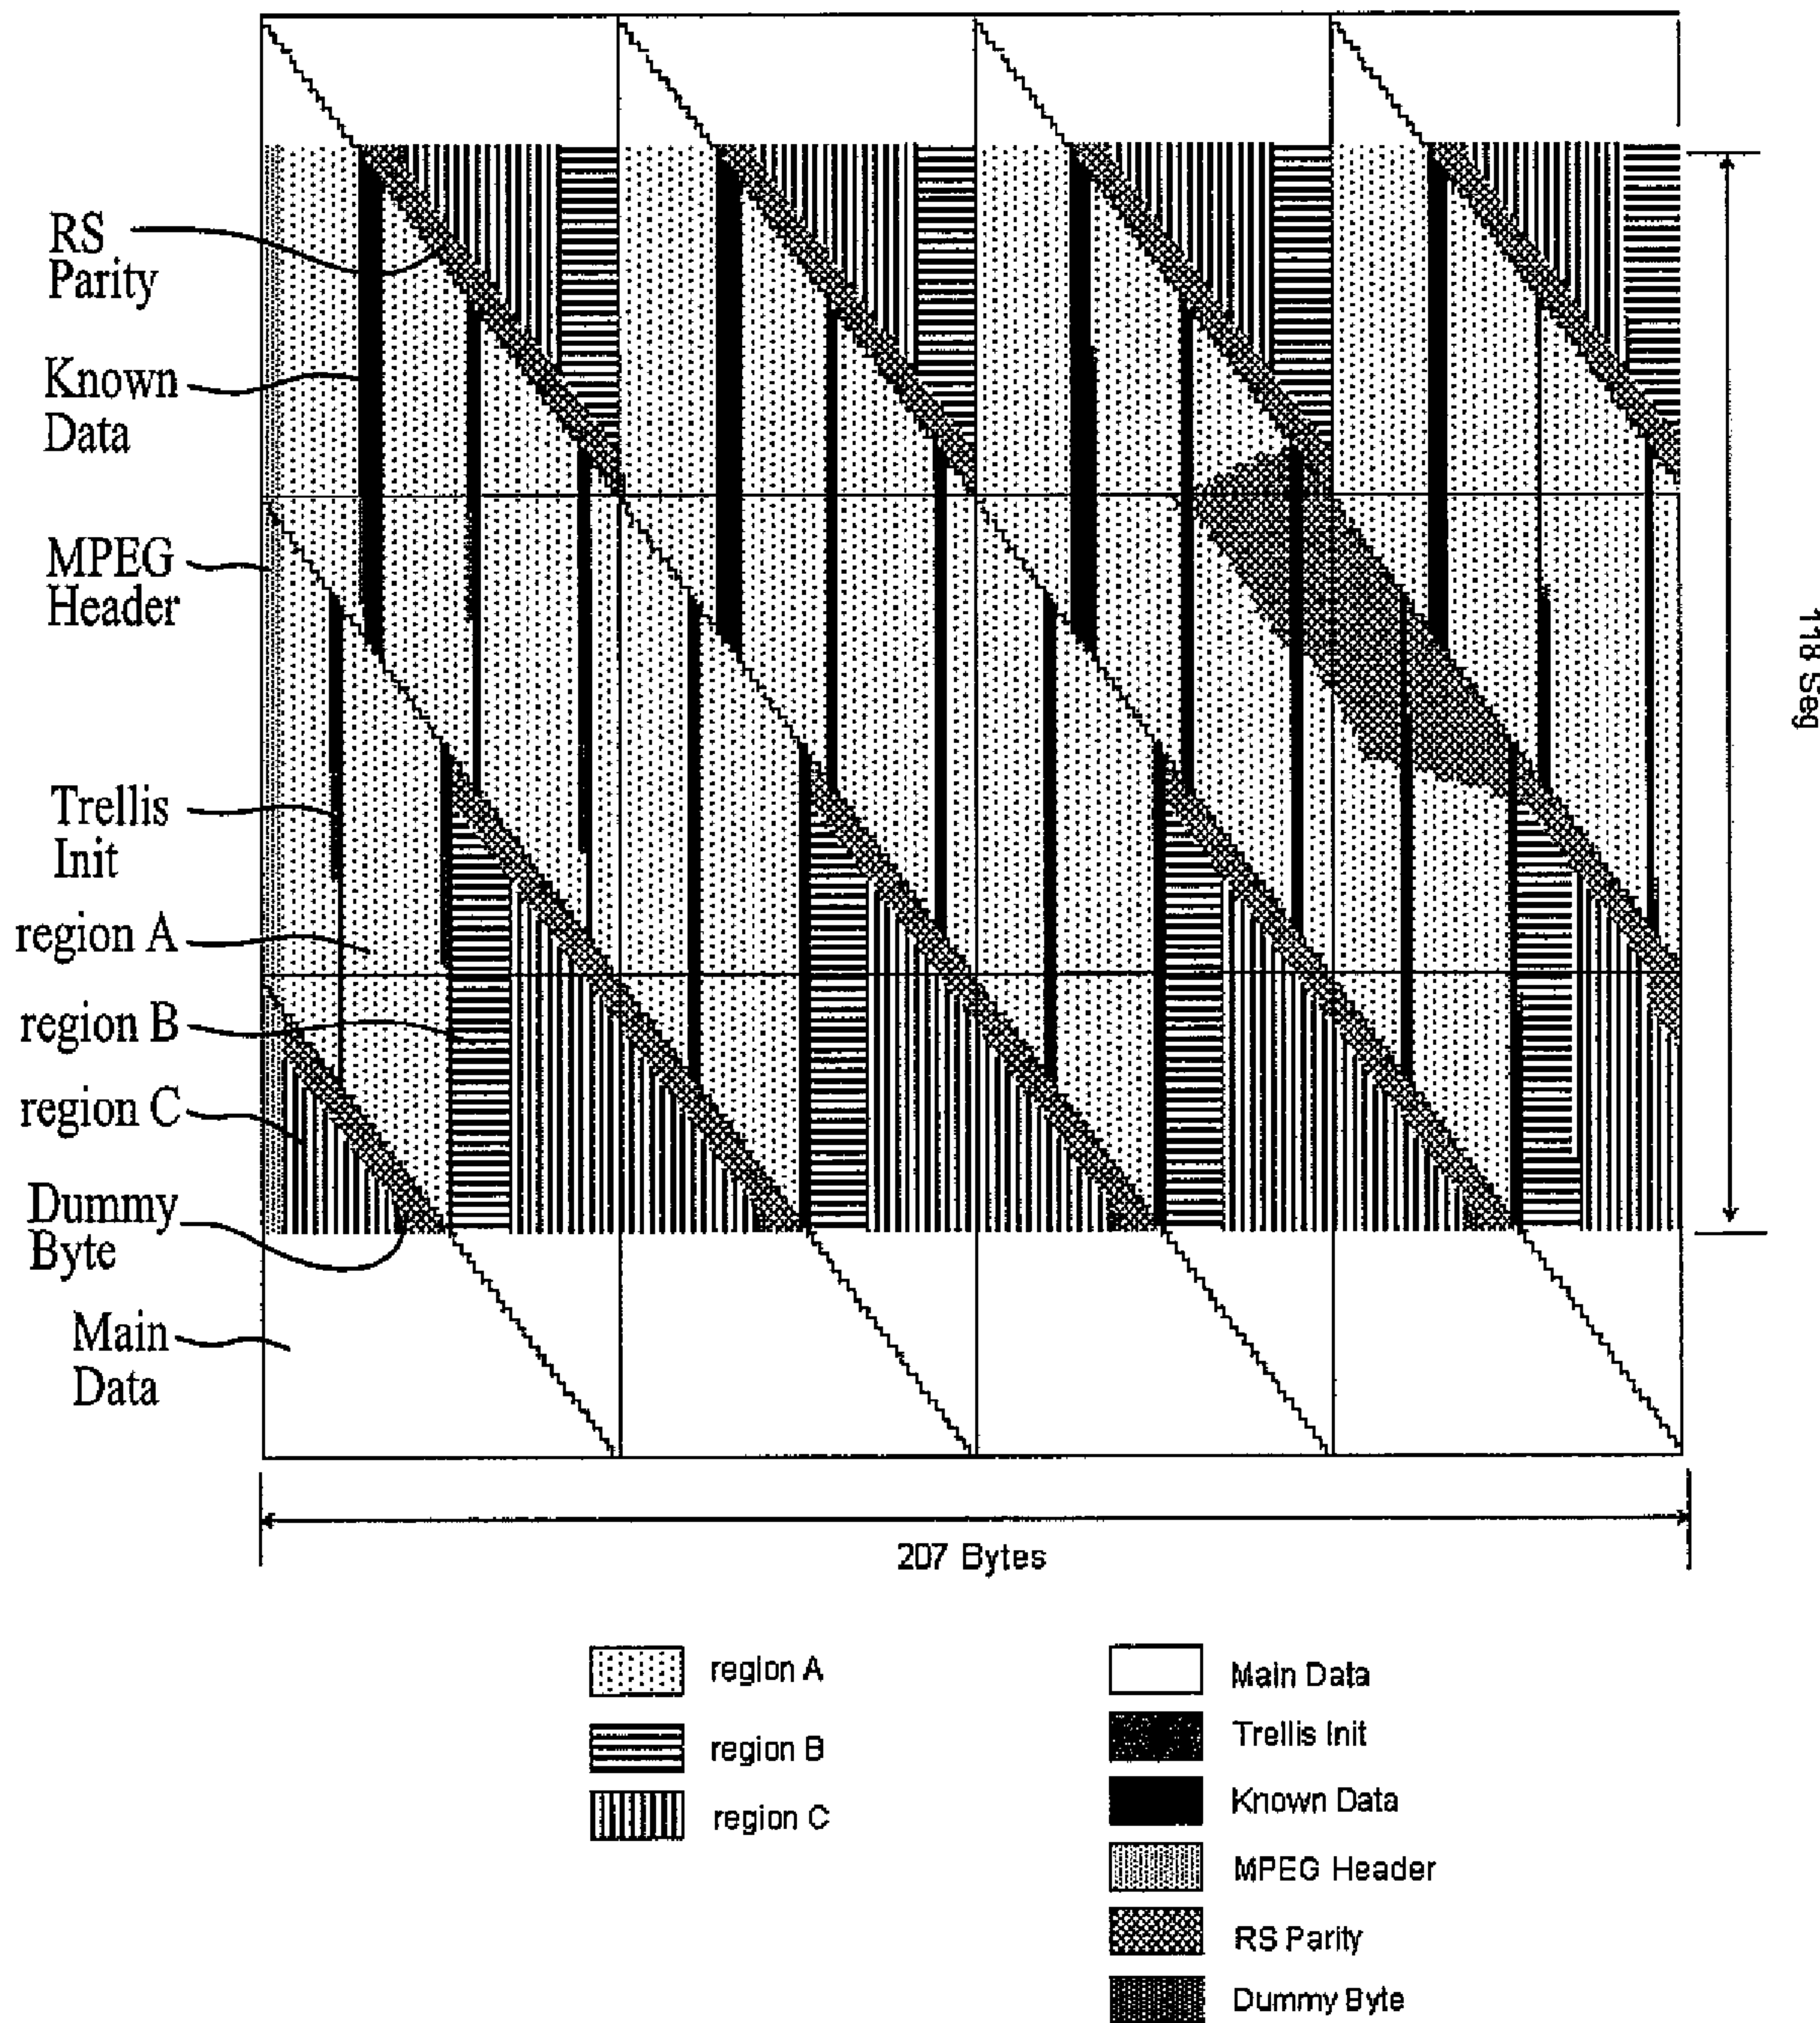 RS
Parity
Known
Data
MPEG
Header
Trellis
Init
region A
region B
region C
Dummy
Byte
Main
Data
118 Seg
207 Bytes
region A
region B
region C
Main Data
Trellis Init
Known Data
MPEG Header
RS Parity
Dummy Byte